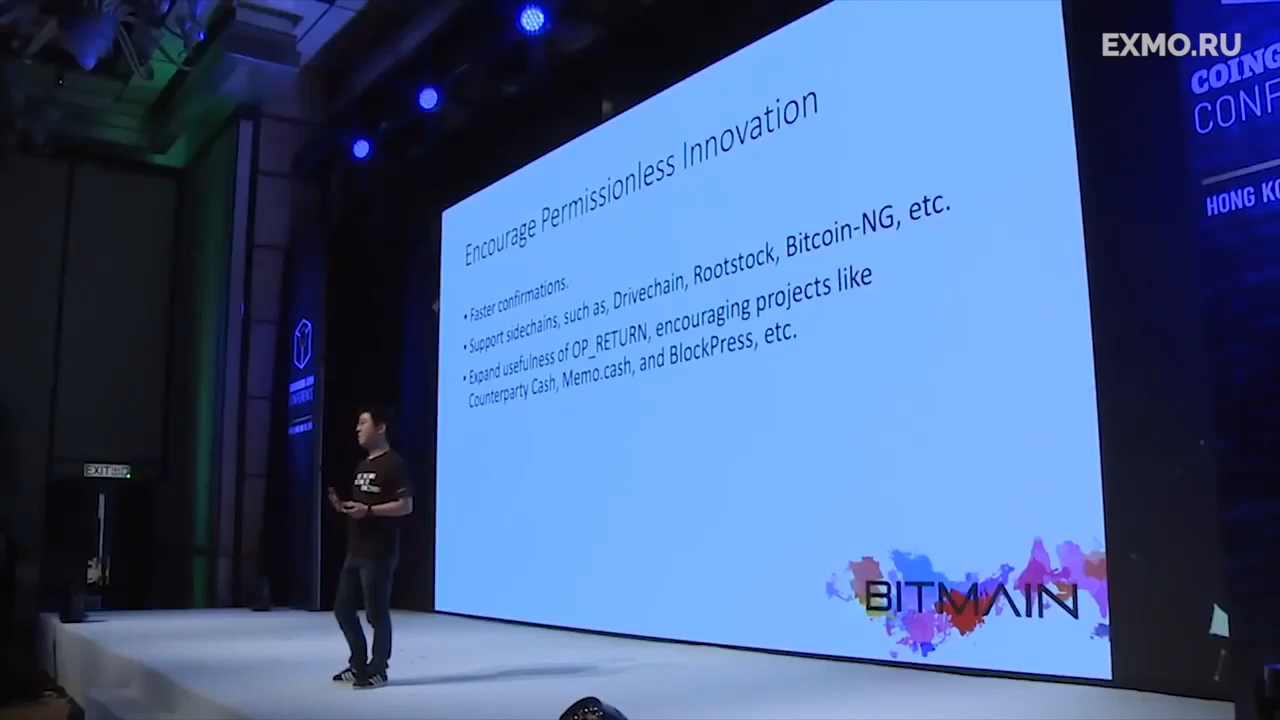 EXMO.RU
COING
CONF
HONG KO
Encourage Permissionless Innovation
• Faster confirmations.
• Support sidechains, such as, Drivechain, Rootstock, Bitcoin-NG, etc.
• Expand usefulness of OP_RETURN, encouraging projects like
Counterparty Cash, Memo.cash, and BlockPress, etc.
EXIT
BITMAIN